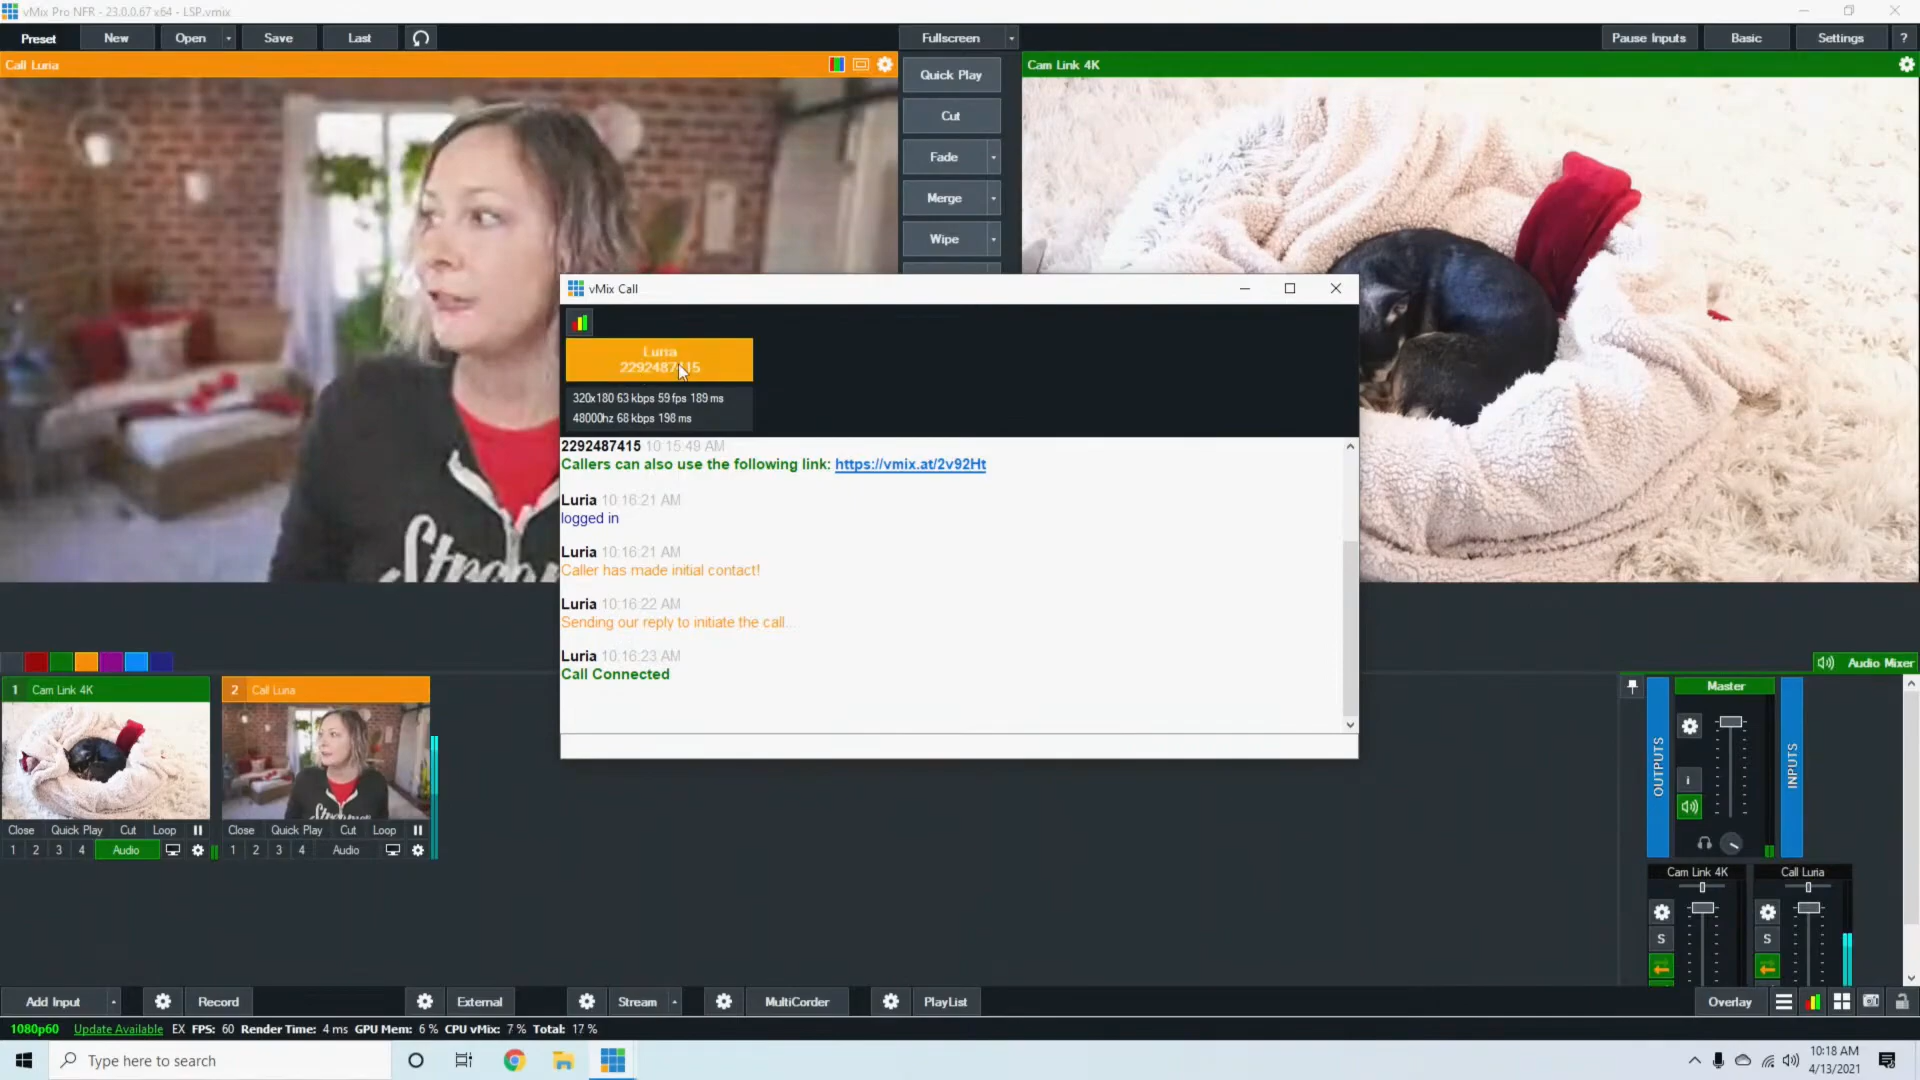 vMix Pro NFR - 23.0.0.67 x64 - LSP.vmix
Preset New Open Save Last Fullscreen Pause Inputs Basic Settings ?
Call Luria
Quick Play
Cut
Fade
Merge
Wipe
Cam Link 4K
vMix Call
Luria
2292487415
320x180 63 kbps 59 fps 189 ms
48000hz 68 kbps 198 ms
2292487415 10:15:49 AM
Callers can also use the following link: https://vmix.at/2v92Ht
Luria 10:16:21 AM
logged in
Luria 10:16:21 AM
Caller has made initial contact!
Luria 10:16:22 AM
Sending our reply to initiate the call...
Luria 10:16:23 AM
Call Connected
1 Cam Link 4K
Close Quick Play Cut Loop
1 2 3 4 Audio
2 Call Luria
Close Quick Play Cut Loop
1 2 3 4 Audio
Audio Mixer
Master
OUTPUTS
INPUTS
i
Cam Link 4K Call Luria
S S
Add Input Record External Stream MultiCorder PlayList Overlay
1080p60 Update Available EX FPS: 60 Render Time: 4 ms GPU Mem: 6 % CPU vMix: 7 % Total: 17 %
Type here to search
10:18 AM
4/13/2021